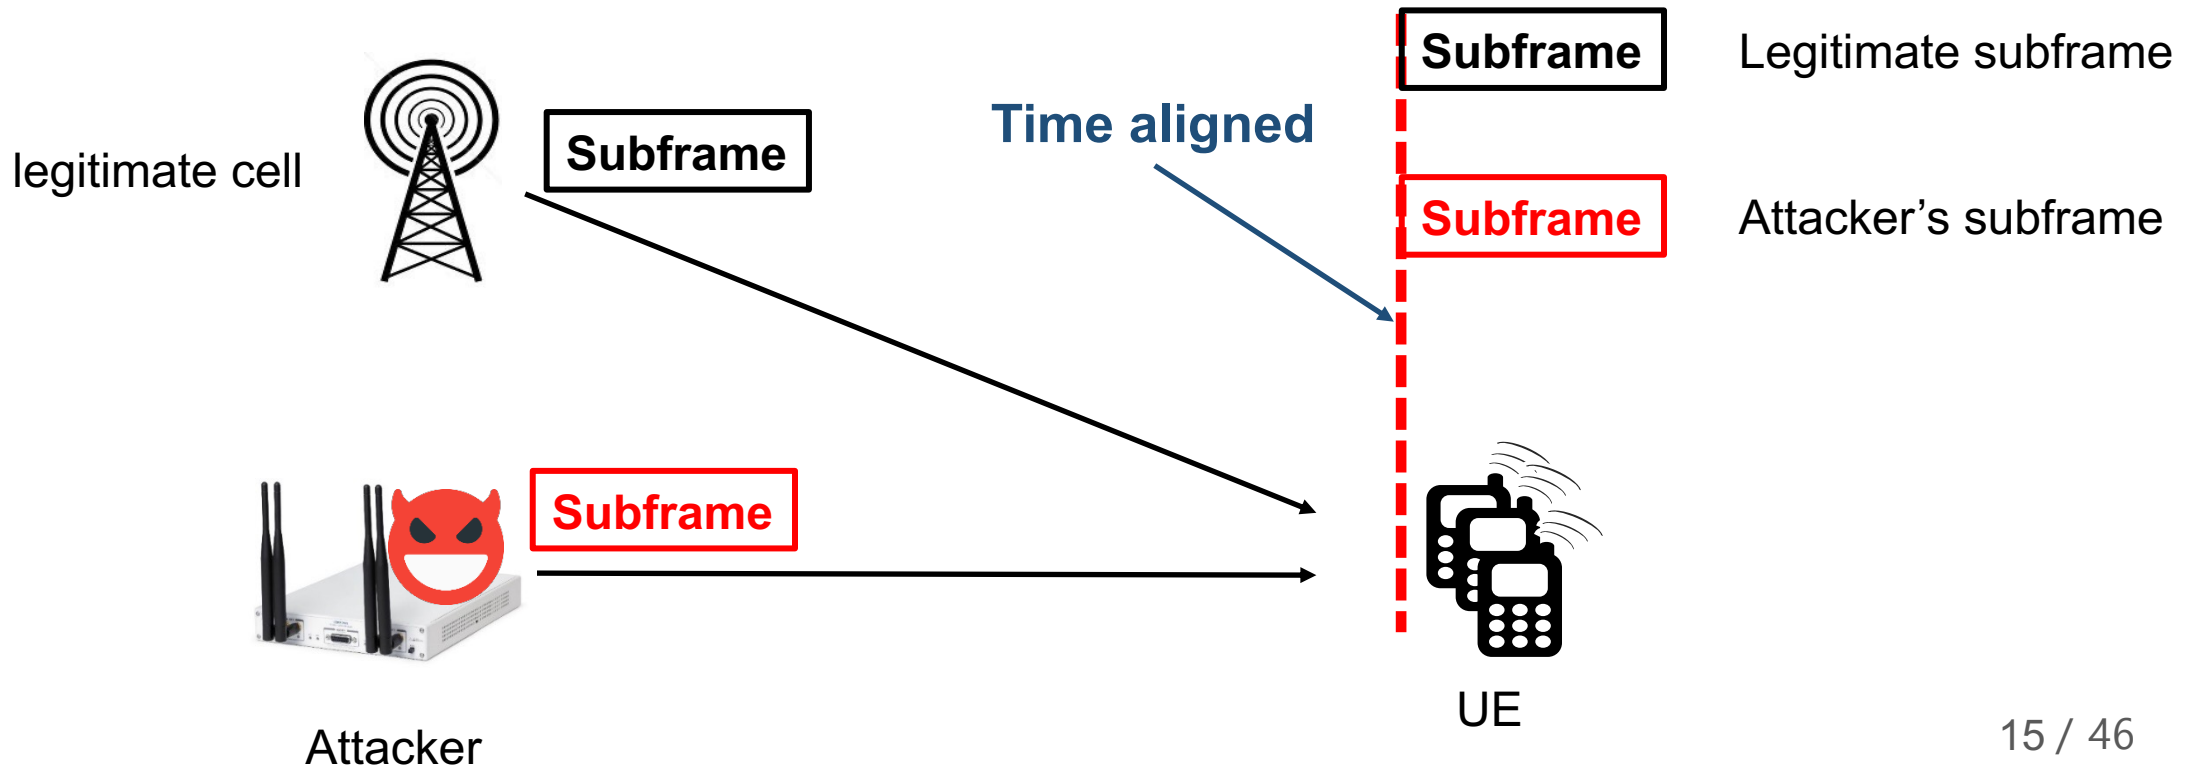 Subframe
Legitimate subframe
Time aligned
Subframe
legitimate cell
Subframe
Attacker’s subframe
Subframe
UE
Attacker
15 / 46